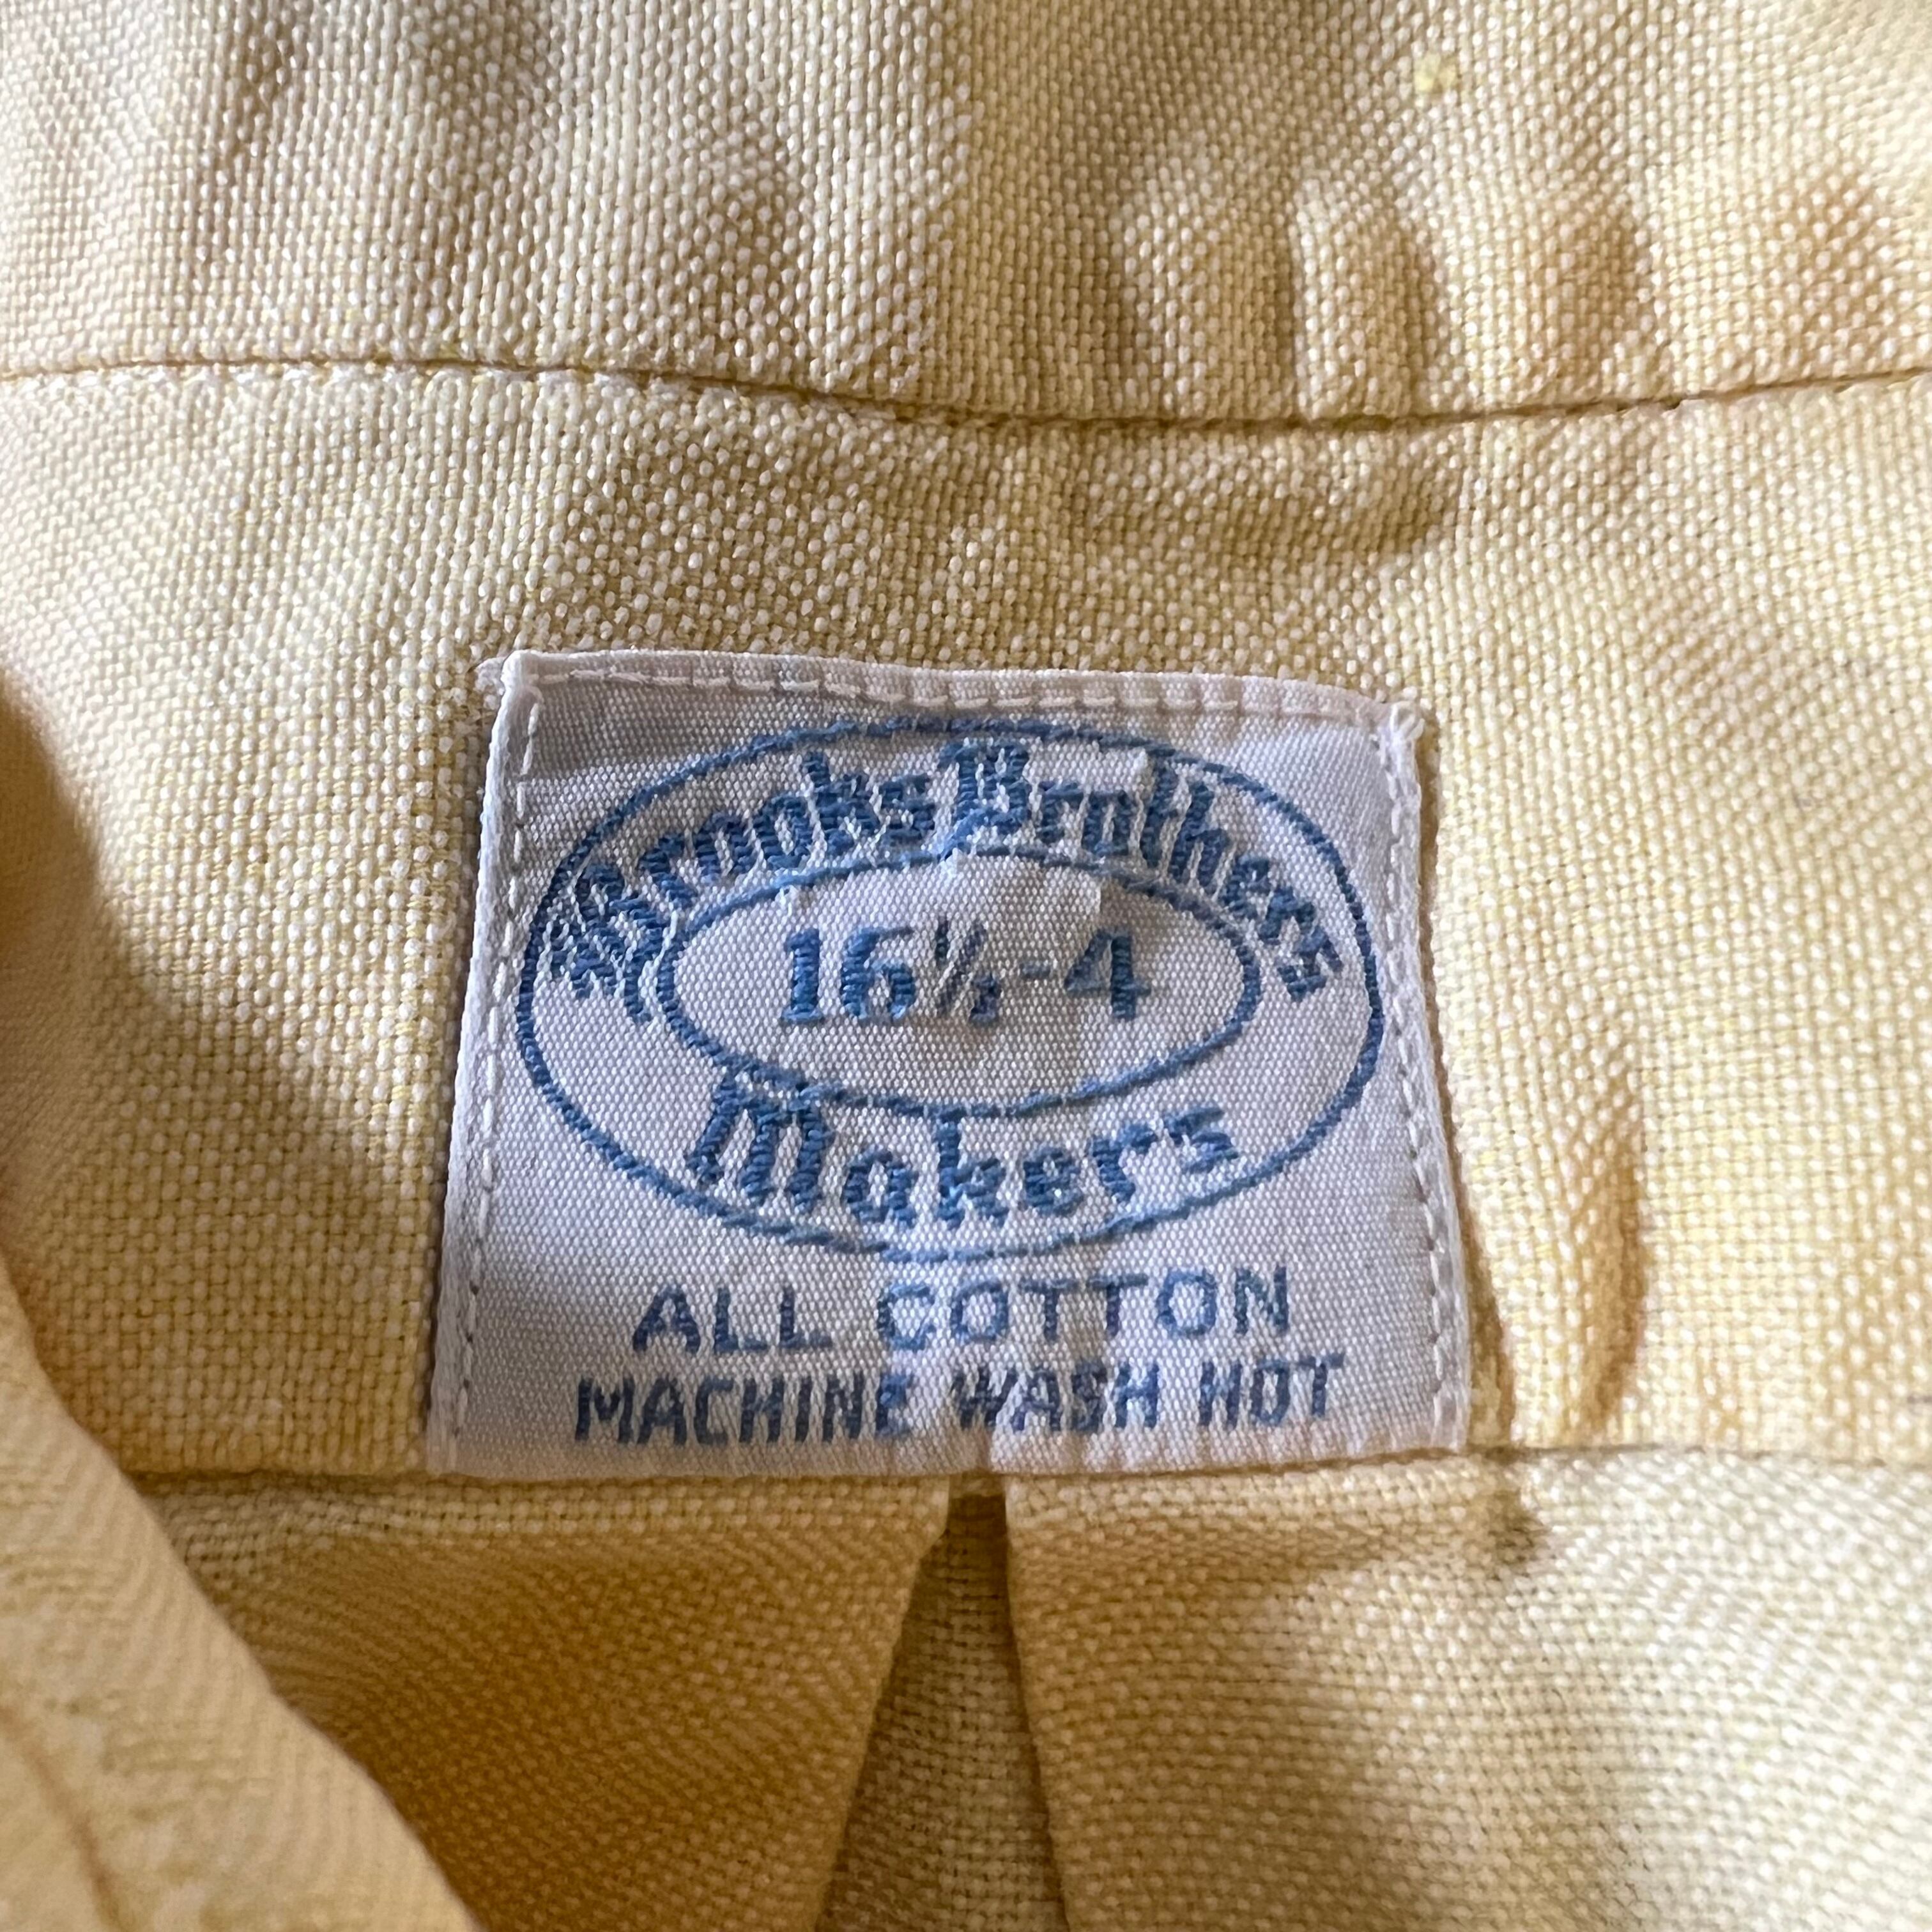 Brooks Brothers
16½-4
Makers
ALL COTTON
MACHINE WASH HOT